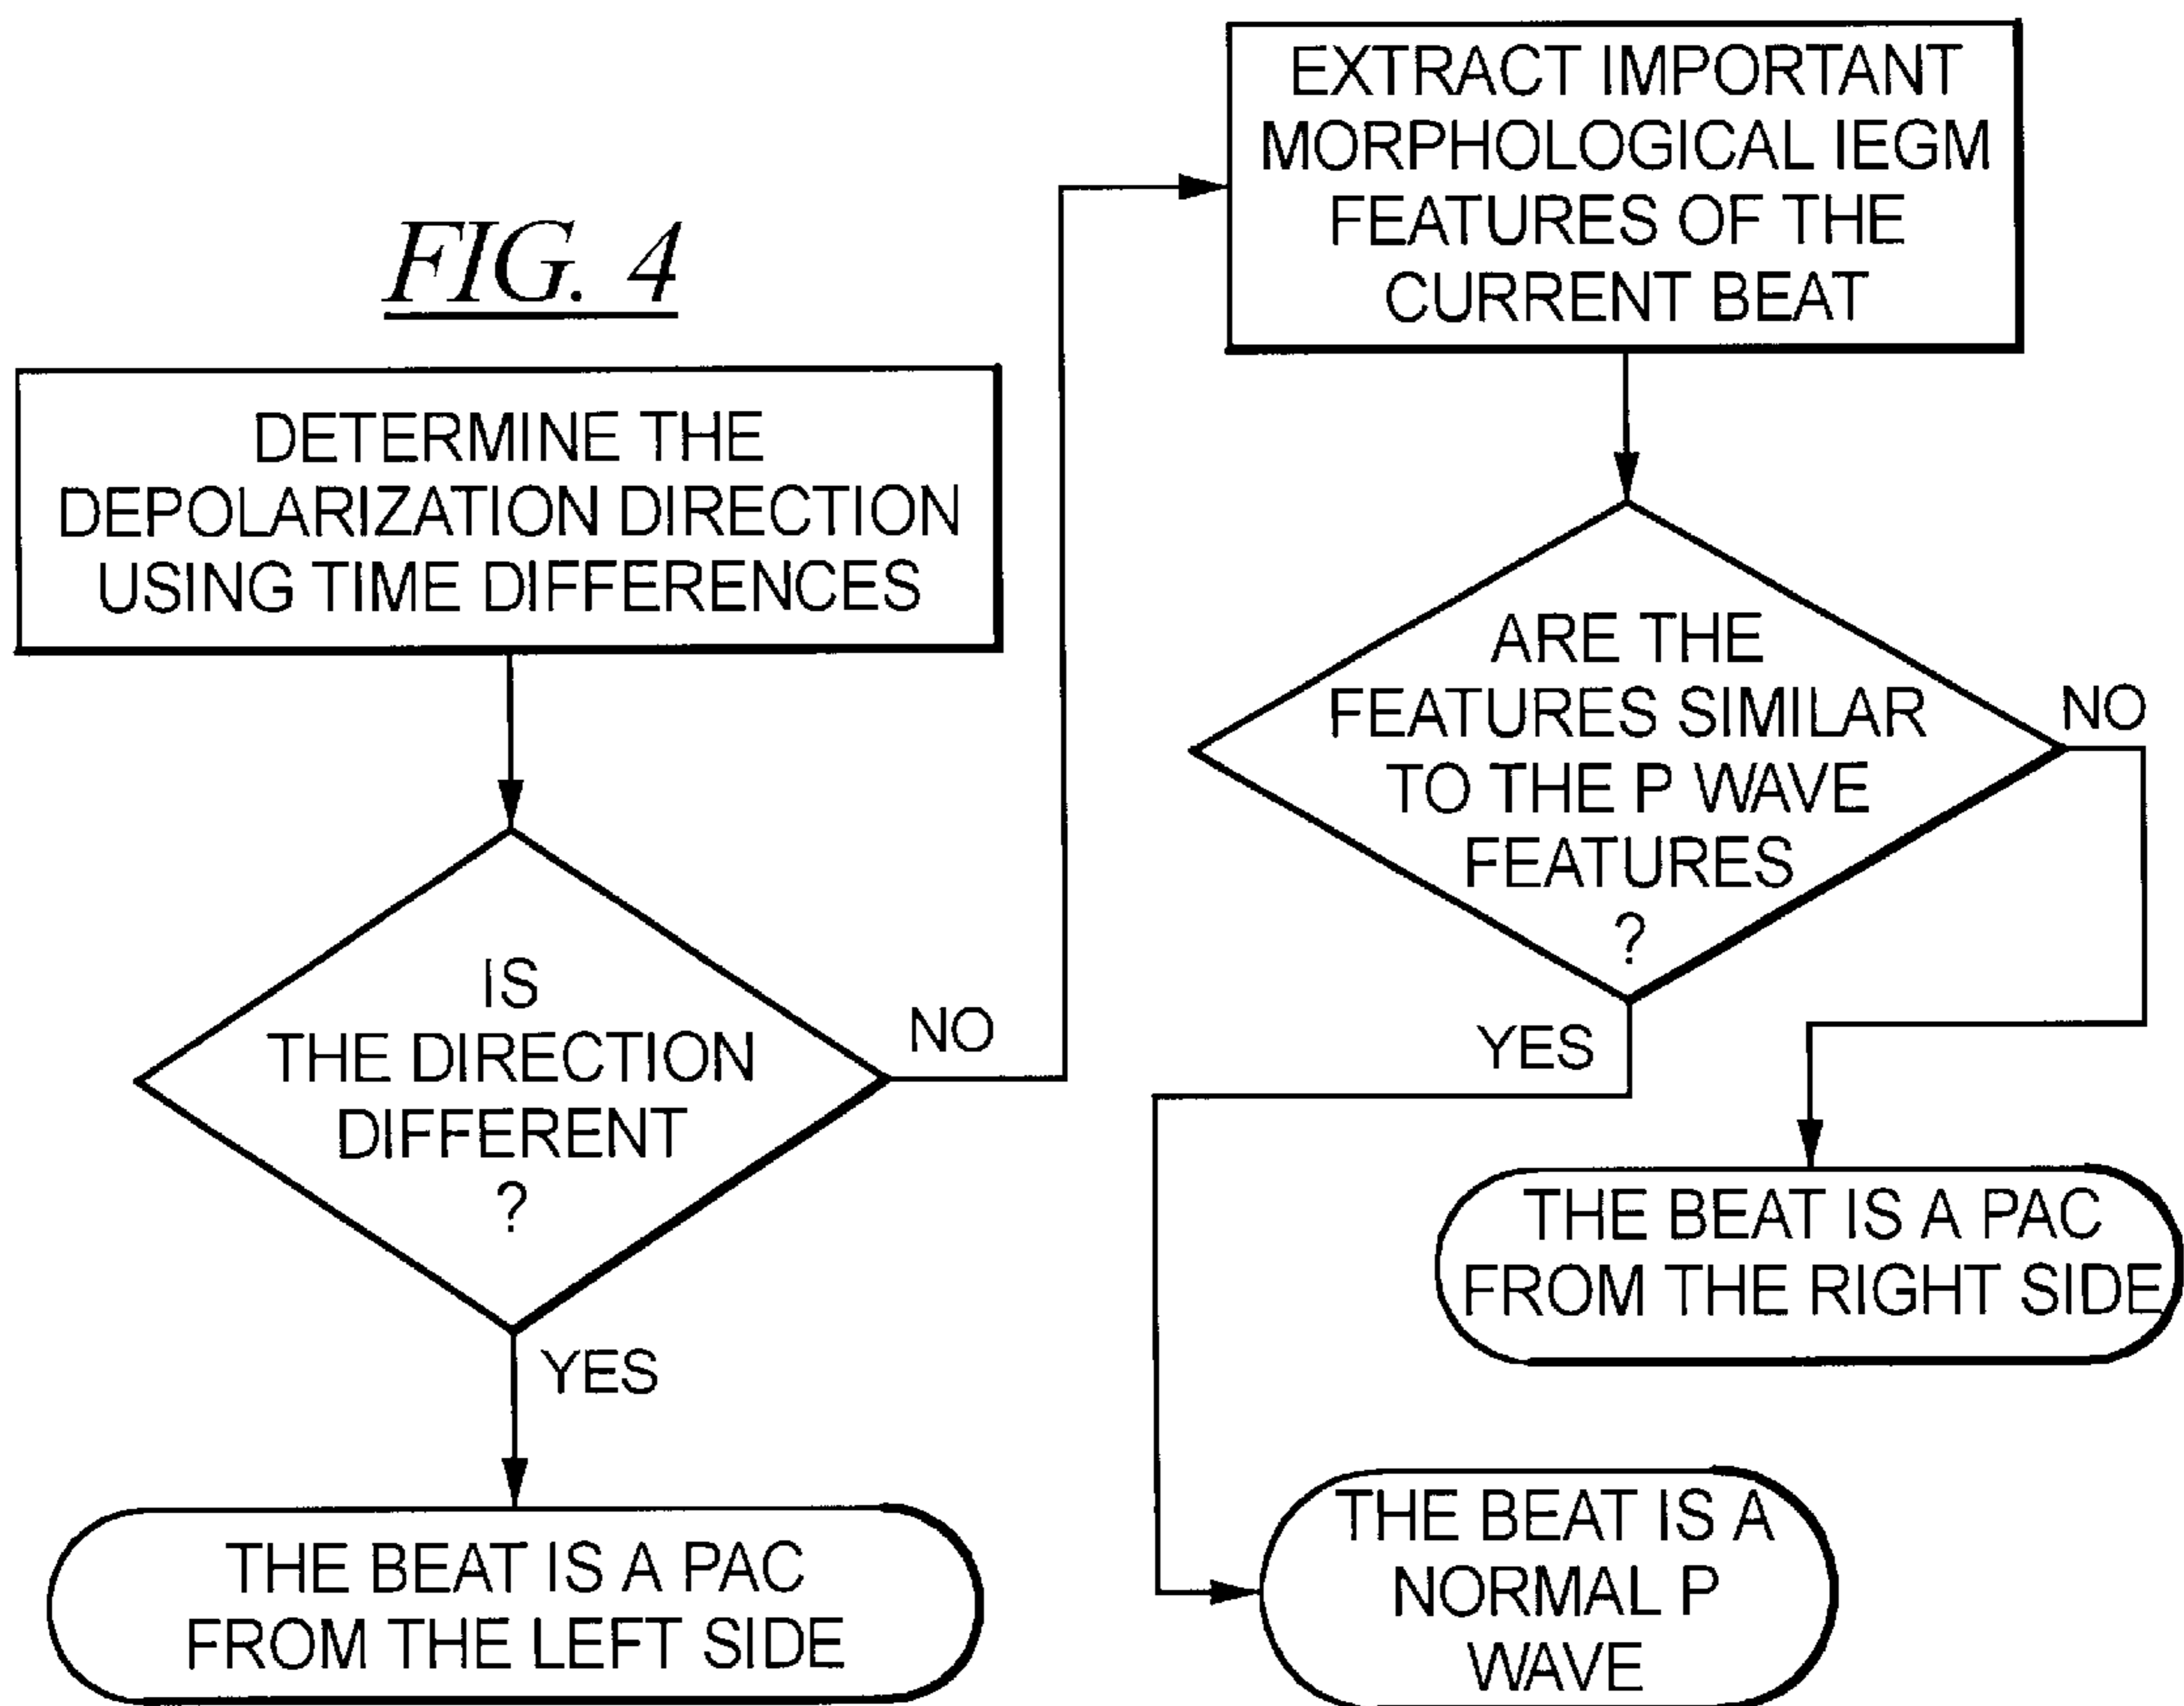 FIG. 4
DETERMINE THE
DEPOLARIZATION DIRECTION
USING TIME DIFFERENCES
IS
THE DIRECTION
DIFFERENT
?
NO
YES
THE BEAT IS A PAC
FROM THE LEFT SIDE
EXTRACT IMPORTANT
MORPHOLOGICAL IEGM
FEATURES OF THE
CURRENT BEAT
ARE THE
FEATURES SIMILAR
TO THE P WAVE
FEATURES
?
NO
YES
THE BEAT IS A PAC
FROM THE RIGHT SIDE
THE BEAT IS A
NORMAL P
WAVE